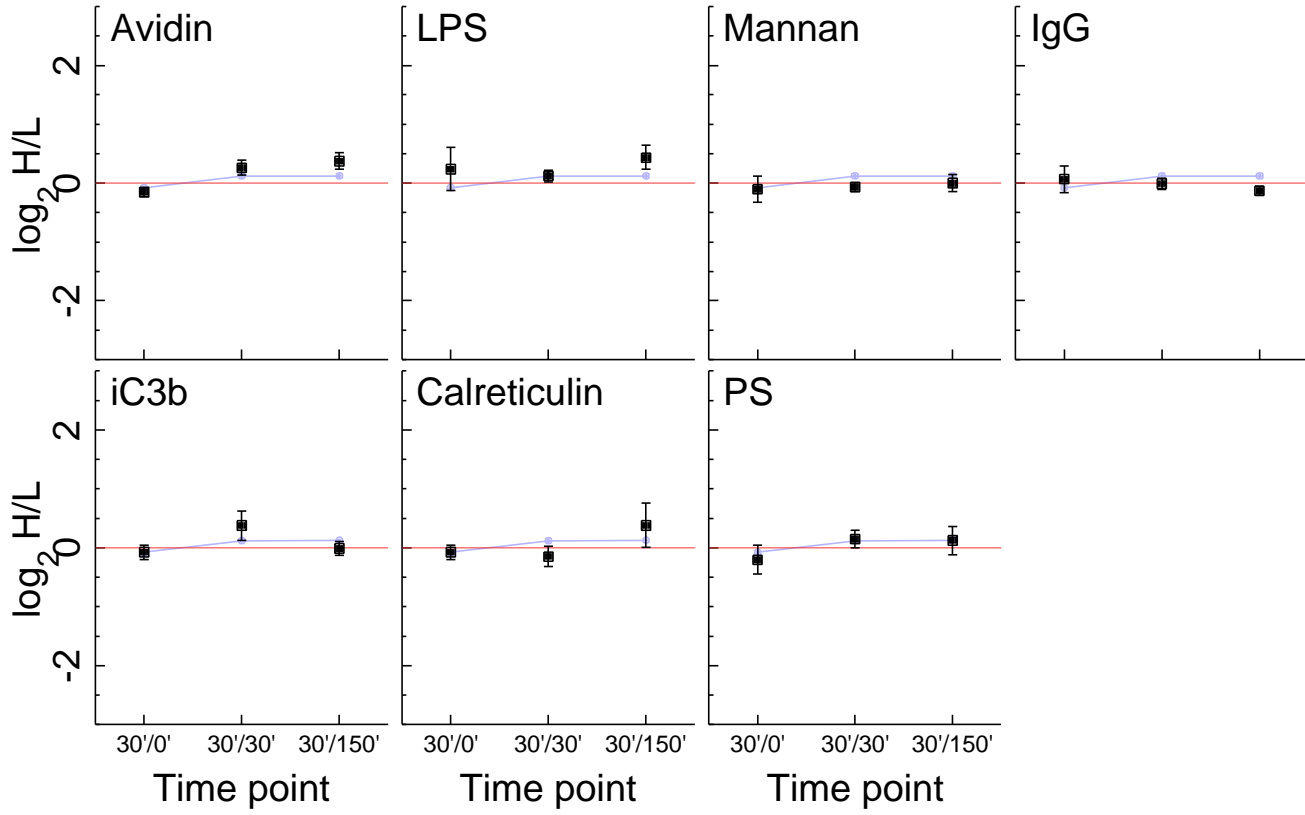 Avidin LPS Mannan IgG
2
0
-2
log2 H/L
iC3b Calreticulin PS
2
0
-2
log2 H/L
30'/0' 30'/30' 30'/150' 30'/0' 30'/30' 30'/150' 30'/0' 30'/30' 30'/150'
Time point Time point Time point